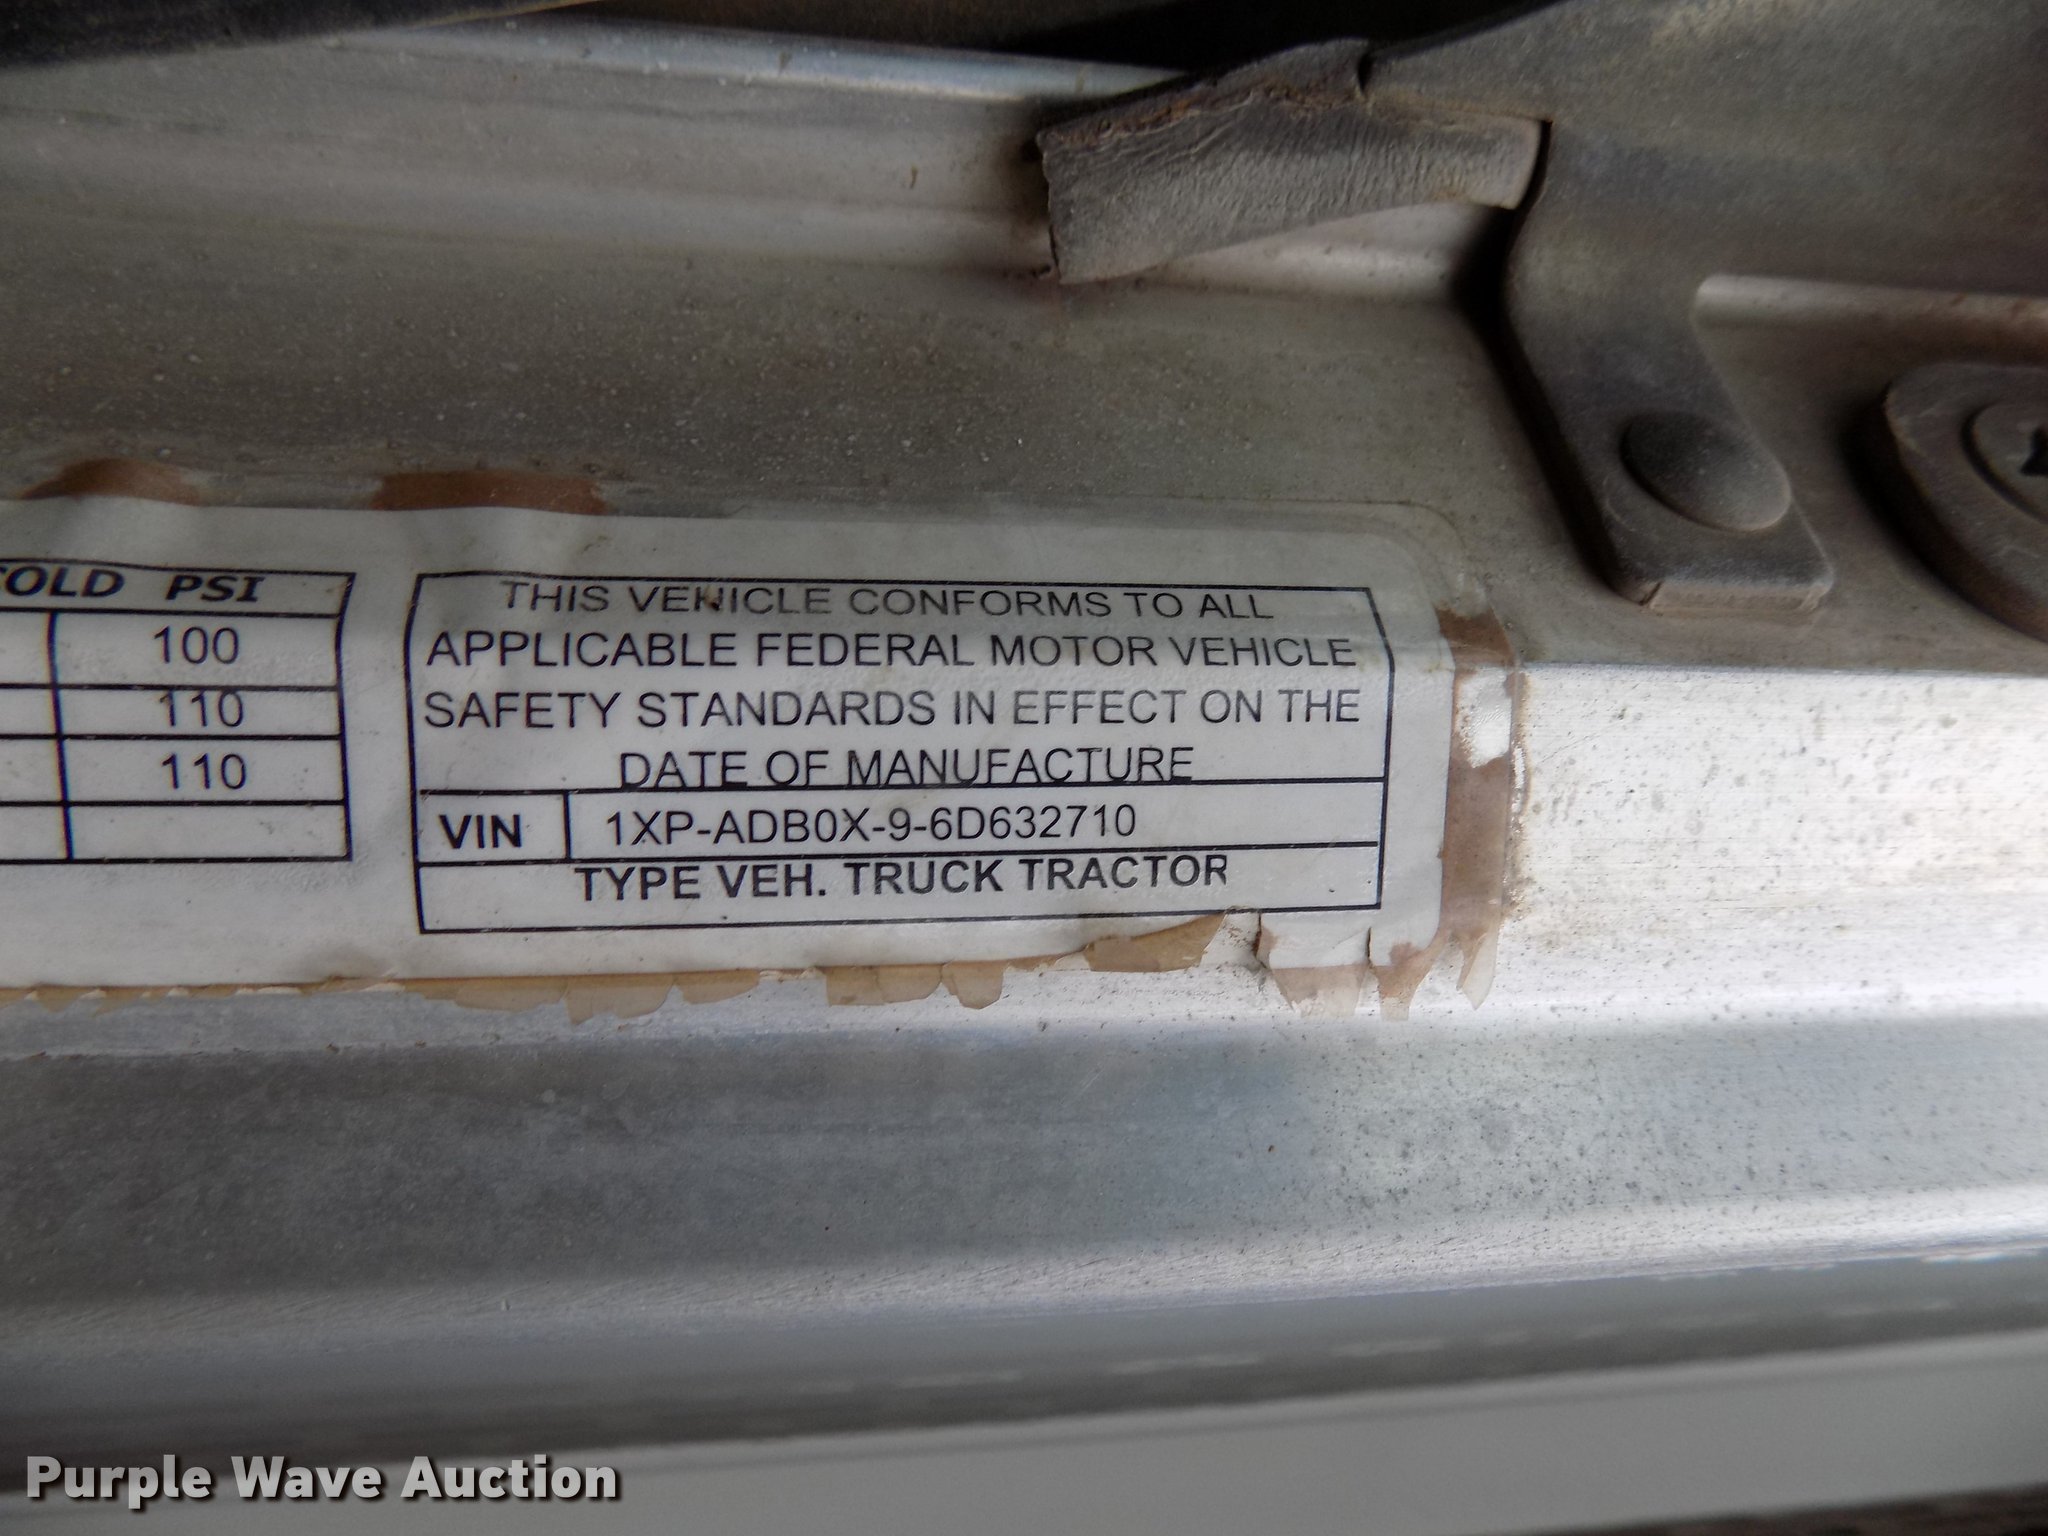 COLD PSI
100
110
110
THIS VEHICLE CONFORMS TO ALL
APPLICABLE FEDERAL MOTOR VEHICLE
SAFETY STANDARDS IN EFFECT ON THE
DATE OF MANUFACTURE
VIN 1XP-ADB0X-9-6D632710
TYPE VEH. TRUCK TRACTOR
Purple Wave Auction